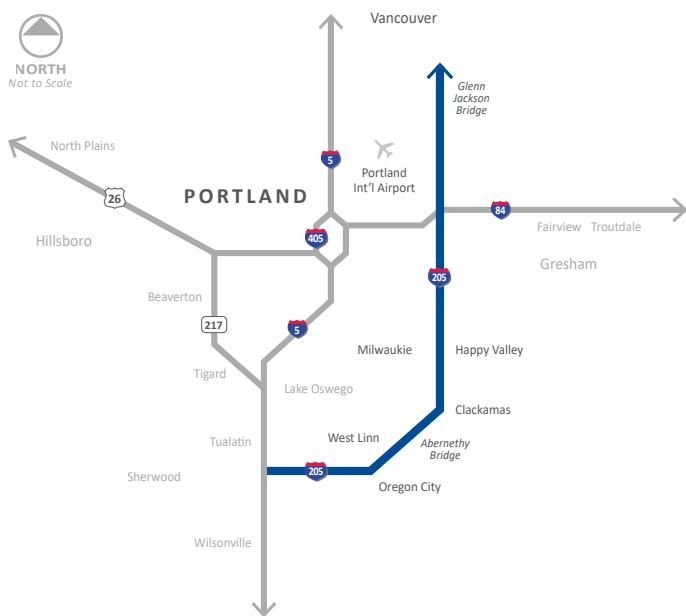 Vancouver
NORTH
Not to Scale
Glenn
Jackson
Bridge
North Plains
5
Portland
Int'l Airport
26
PORTLAND
84
405
Fairview Troutdale
Hillsboro
Gresham
205
Beaverton
217
5
Milwaukie
Happy Valley
Tigard
Lake Oswego
Clackamas
Tualatin
West Linn
Abernethy
Bridge
205
Sherwood
Oregon City
Wilsonville